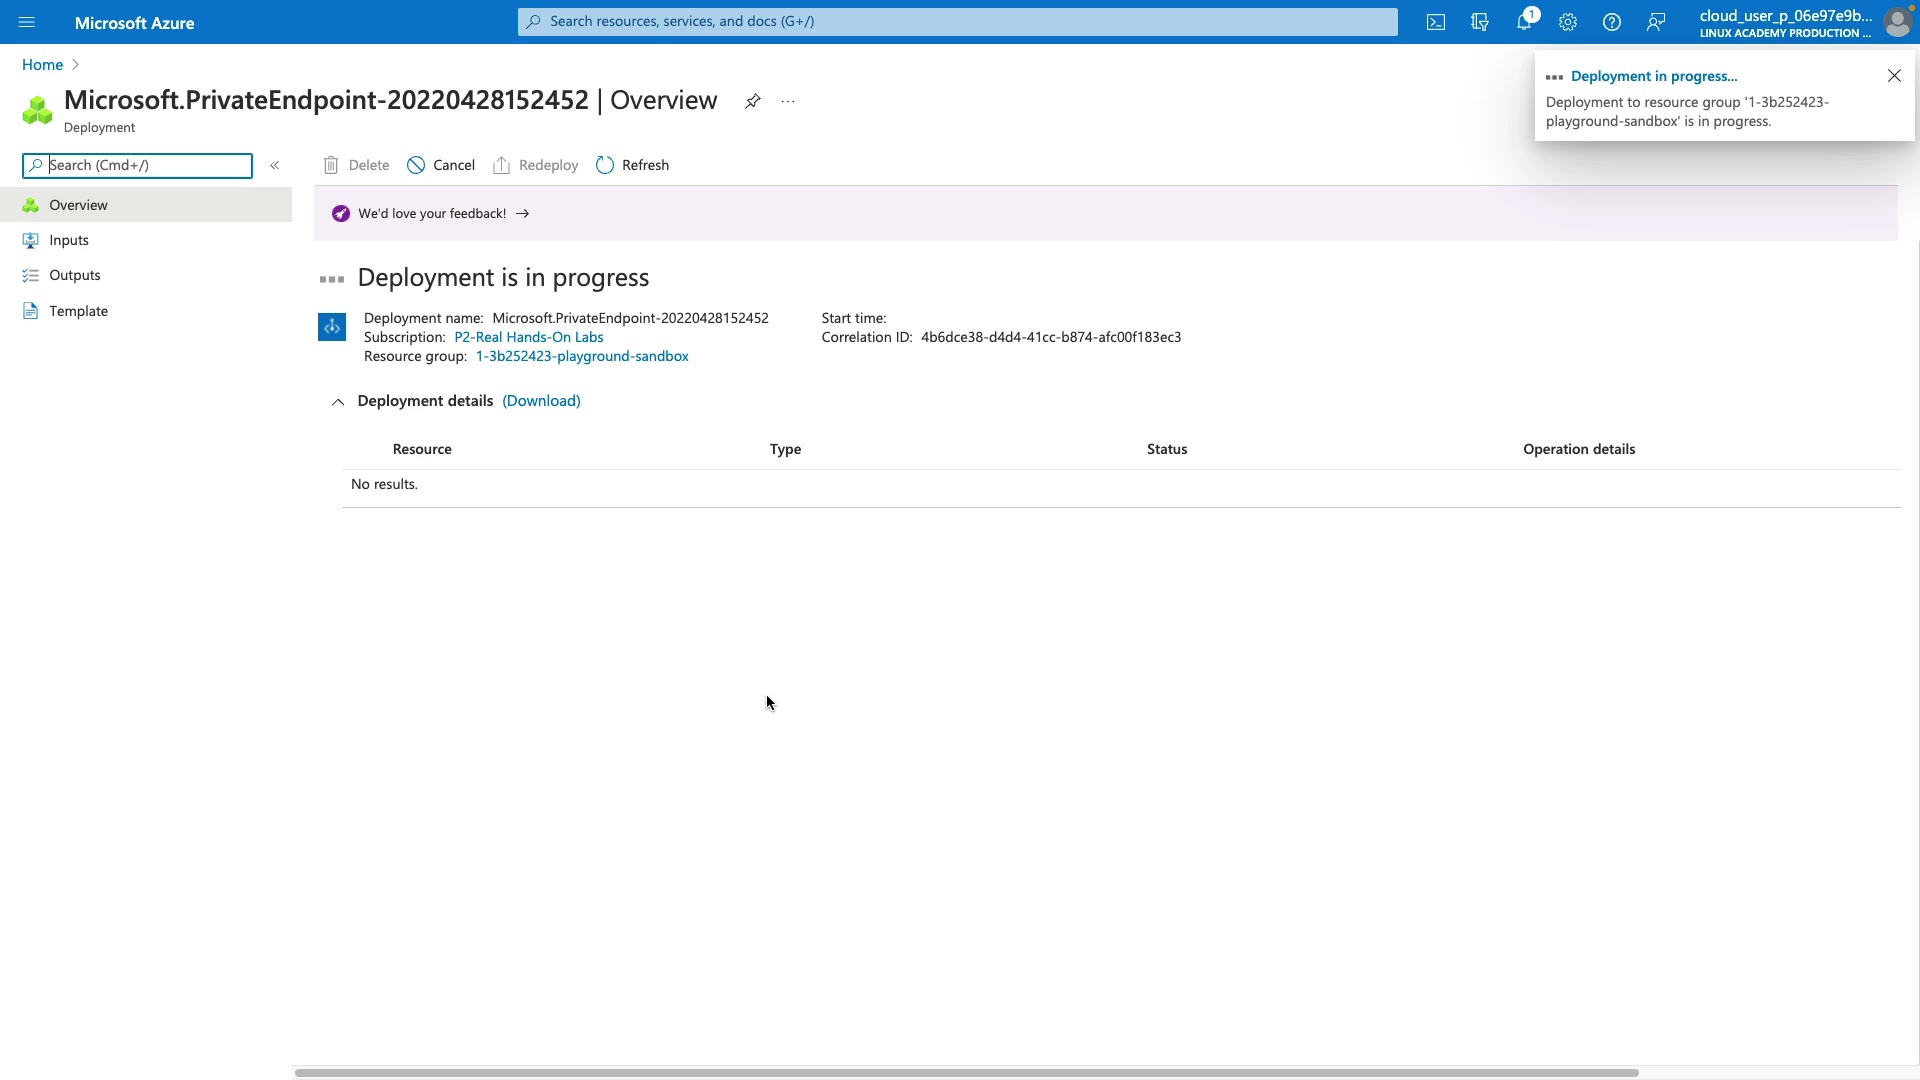 Microsoft Azure
Search resources, services, and docs (G+/)
1
cloud_user_p_06e97e9b...
LINUX ACADEMY PRODUCTION ...
Home
Deployment in progress...
Deployment to resource group '1-3b252423-
playground-sandbox' is in progress.
Microsoft.PrivateEndpoint-20220428152452 | Overview
...
Deployment
Search (Cmd+/)
«
Delete
Cancel
Redeploy
Refresh
Overview
Inputs
Outputs
Template
We'd love your feedback! →
Deployment is in progress
Deployment name: Microsoft.PrivateEndpoint-20220428152452
Subscription: P2-Real Hands-On Labs
Resource group: 1-3b252423-playground-sandbox
Start time:
Correlation ID: 4b6dce38-d4d4-41cc-b874-afc00f183ec3
Deployment details (Download)
Resource
Type
Status
Operation details
No results.